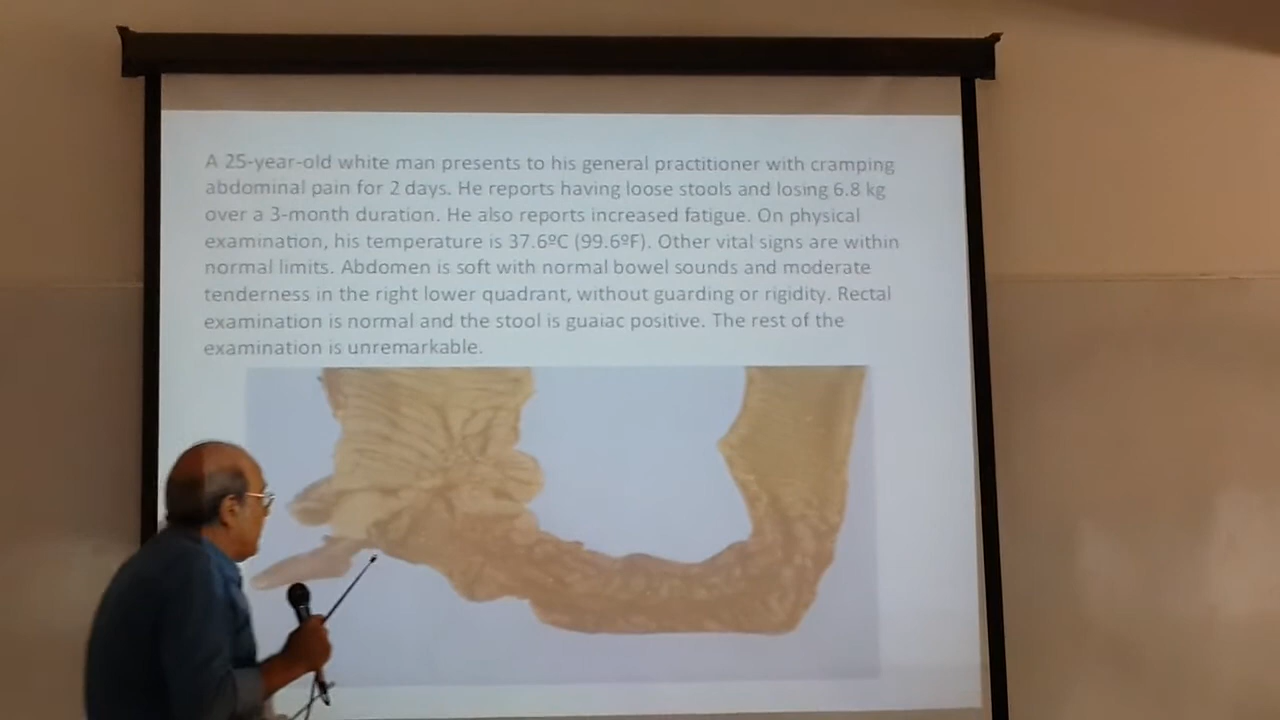 A 25-year-old white man presents to his general practitioner with cramping
abdominal pain for 2 days. He reports having loose stools and losing 6.8 kg
over a 3-month duration. He also reports increased fatigue. On physical
examination, his temperature is 37.6ºC (99.6ºF). Other vital signs are within
normal limits. Abdomen is soft with normal bowel sounds and moderate
tenderness in the right lower quadrant, without guarding or rigidity. Rectal
examination is normal and the stool is guaiac positive. The rest of the
examination is unremarkable.